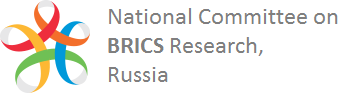 National Committee on
BRICS Research,
Russia